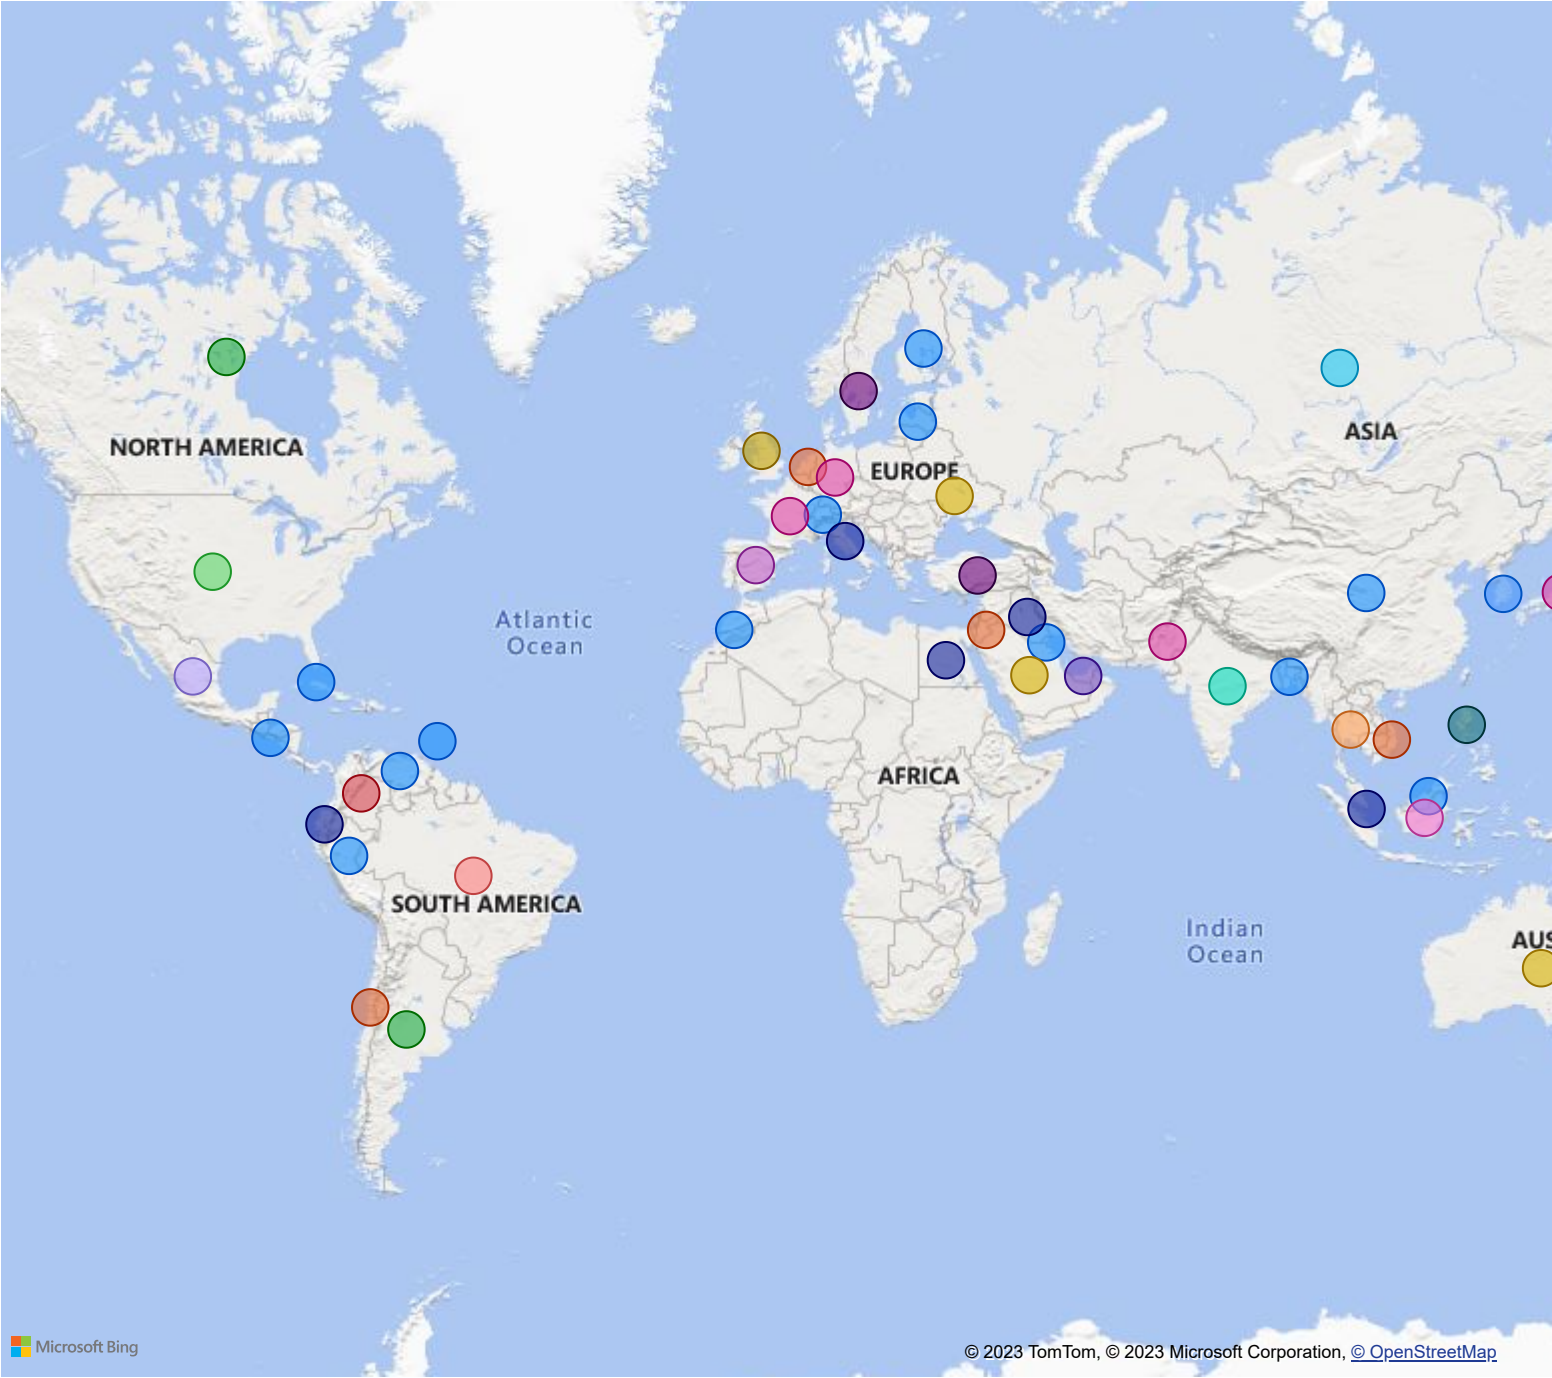 ASIA
NORTH AMERICA
EUROPE
Atlantic
Ocean
AFRICA
SOUTH AMERICA
Indian
Ocean
AUS
Microsoft Bing
© 2023 TomTom, © 2023 Microsoft Corporation, © OpenStreetMap